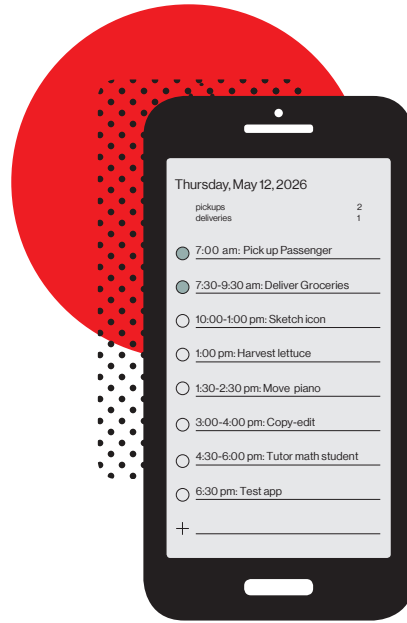 Thursday, May 12, 2026
pickups 2
deliveries 1
7:00 am: Pick up Passenger
7:30-9:30 am: Deliver Groceries
10:00-1:00 pm: Sketch icon
1:00 pm: Harvest lettuce
1:30-2:30 pm: Move piano
3:00-4:00 pm: Copy-edit
4:30-6:00 pm: Tutor math student
6:30 pm: Test app
+